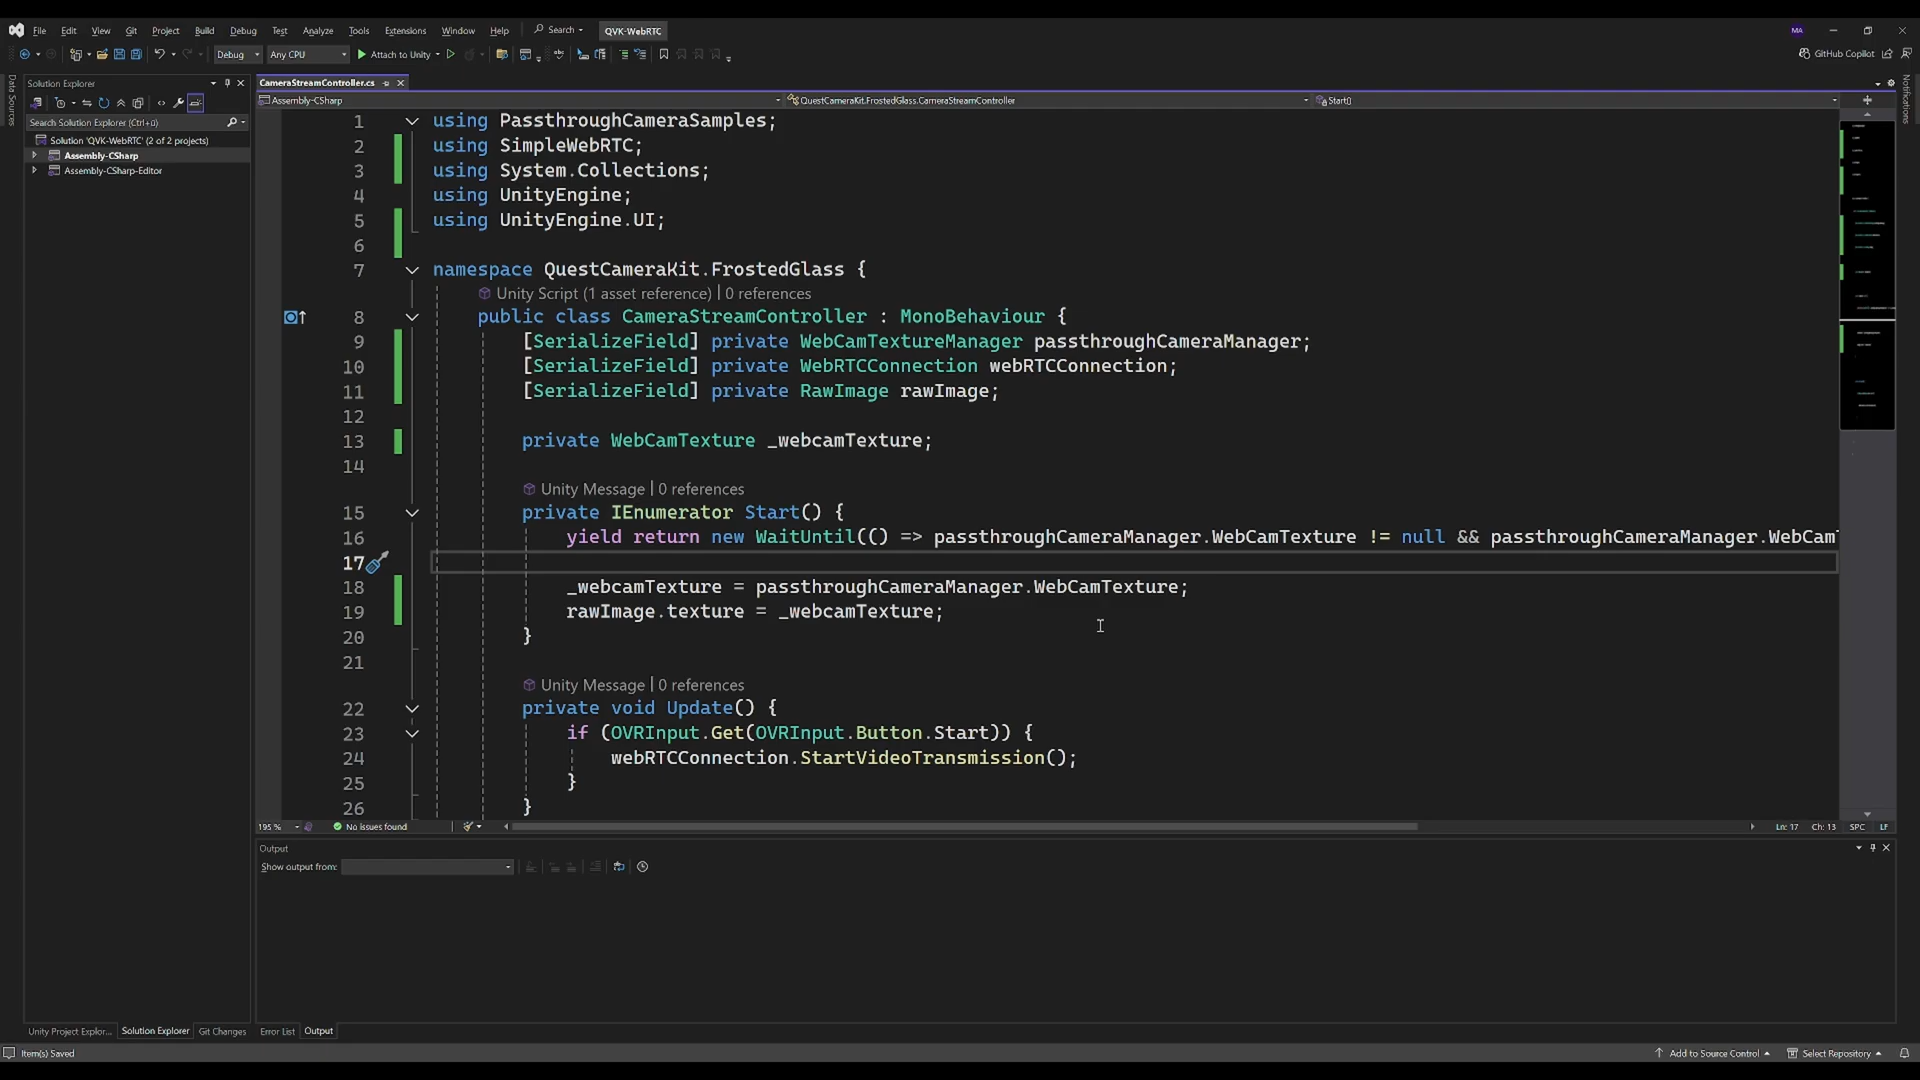 File Edit View Git Project Build Debug Test Analyze Tools Extensions Window Help Search QVK-WebRTC MA
Debug Any CPU Attach to Unity GitHub Copilot
Data Sources
Solution Explorer
Search Solution Explorer (Ctrl+ü)
Solution 'QVK-WebRTC' (2 of 2 projects)
Assembly-CSharp
Assembly-CSharp-Editor
CameraStreamController.cs
Assembly-CSharp QuestCameraKit.FrostedGlass.CameraStreamController Start()
Notifications
1 using PassthroughCameraSamples;
2 using SimpleWebRTC;
3 using System.Collections;
4 using UnityEngine;
5 using UnityEngine.UI;
6
7 namespace QuestCameraKit.FrostedGlass {
Unity Script (1 asset reference) | 0 references
8 public class CameraStreamController : MonoBehaviour {
9 [SerializeField] private WebCamTextureManager passthroughCameraManager;
10 [SerializeField] private WebRTCConnection webRTCConnection;
11 [SerializeField] private RawImage rawImage;
12
13 private WebCamTexture _webcamTexture;
14
Unity Message | 0 references
15 private IEnumerator Start() {
16 yield return new WaitUntil(() => passthroughCameraManager.WebCamTexture != null && passthroughCameraManager.WebCamT
17
18 _webcamTexture = passthroughCameraManager.WebCamTexture;
19 rawImage.texture = _webcamTexture;
20 }
21
Unity Message | 0 references
22 private void Update() {
23 if (OVRInput.Get(OVRInput.Button.Start)) {
24 webRTCConnection.StartVideoTransmission();
25 }
26 }
195 % No issues found Ln: 17 Ch: 13 SPC LF
Output
Show output from:
Unity Project Explor... Solution Explorer Git Changes Error List Output
Item(s) Saved Add to Source Control Select Repository